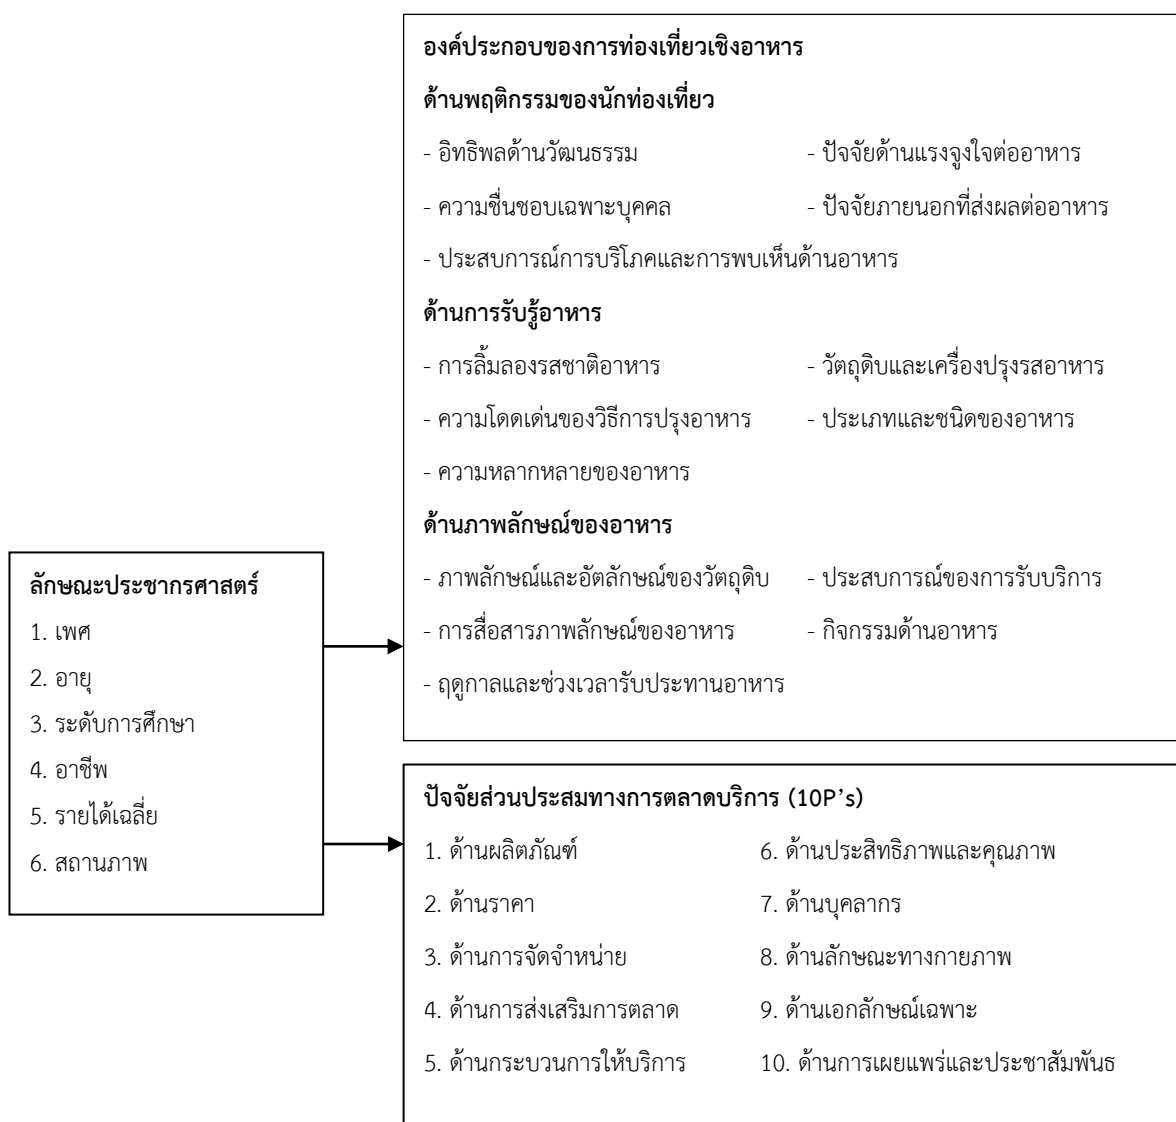 องค์ประกอบของการท่องเที่ยวเชิงอาหาร
ด้านพฤติกรรมของนักท่องเที่ยว
- อิทธิพลด้านวัฒนธรรม - ปัจจัยด้านแรงจูงใจต่ออาหาร
- ความชื่นชอบเฉพาะบุคคล - ปัจจัยภายนอกที่ส่งผลต่ออาหาร
- ประสบการณ์การบริโภคและการพบเห็นด้านอาหาร
ด้านการรับรู้อาหาร
- การลิ้มลองรสชาติอาหาร - วัตถุดิบและเครื่องปรุงรสอาหาร
- ความโดดเด่นของวิธีการปรุงอาหาร - ประเภทและชนิดของอาหาร
- ความหลากหลายของอาหาร
ด้านภาพลักษณ์ของอาหาร
- ภาพลักษณ์และอัตลักษณ์ของวัตถุดิบ - ประสบการณ์ของการรับบริการ
- การสื่อสารภาพลักษณ์ของอาหาร - กิจกรรมด้านอาหาร
- ฤดูกาลและช่วงเวลารับประทานอาหาร
ลักษณะประชากรศาสตร์
1. เพศ
2. อายุ
3. ระดับการศึกษา
4. อาชีพ
5. รายได้เฉลี่ย
6. สถานภาพ
ปัจจัยส่วนประสมทางการตลาดบริการ (10P's)
1. ด้านผลิตภัณฑ์ 6. ด้านประสิทธิภาพและคุณภาพ
2. ด้านราคา 7. ด้านบุคลากร
3. ด้านการจัดจำหน่าย 8. ด้านลักษณะทางกายภาพ
4. ด้านการส่งเสริมการตลาด 9. ด้านเอกลักษณ์เฉพาะ
5. ด้านกระบวนการให้บริการ 10. ด้านการเผยแพร่และประชาสัมพันธ